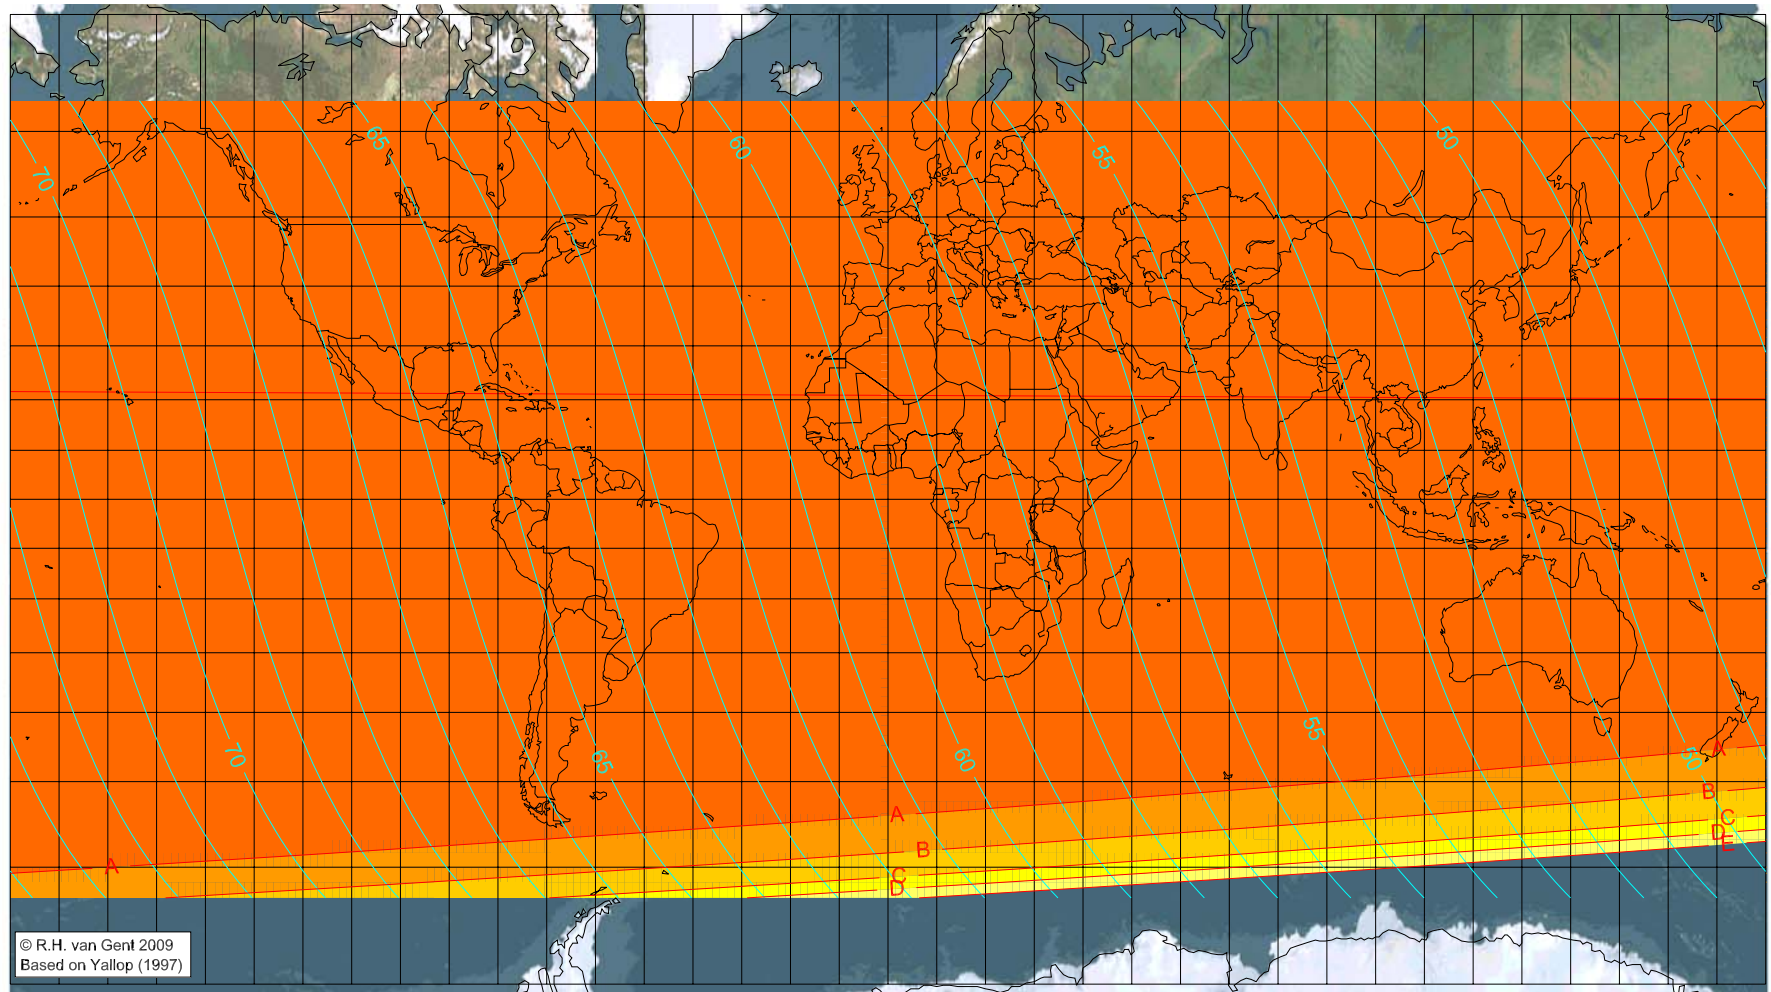 70
65
60
55
50
A
50
B
C
D
E
55
60
A
B
C
D
65
70
A
© R.H. van Gent 2009
Based on Yallop (1997)